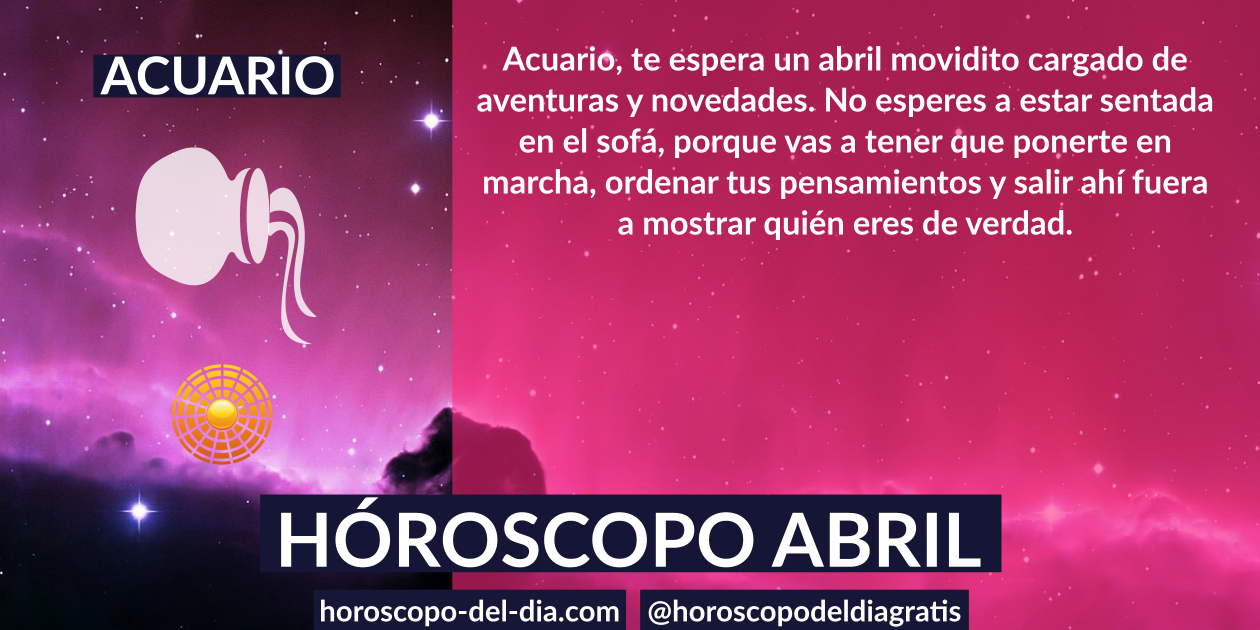 ACUARIO
Acuario, te espera un abril movidito cargado de
aventuras y novedades. No esperes a estar sentada
en el sofá, porque vas a tener que ponerte en
marcha, ordenar tus pensamientos y salir ahí fuera
a mostrar quién eres de verdad.
HÓROSCOPO ABRIL
horoscopo-del-dia.com
@horoscopodeldiagratis